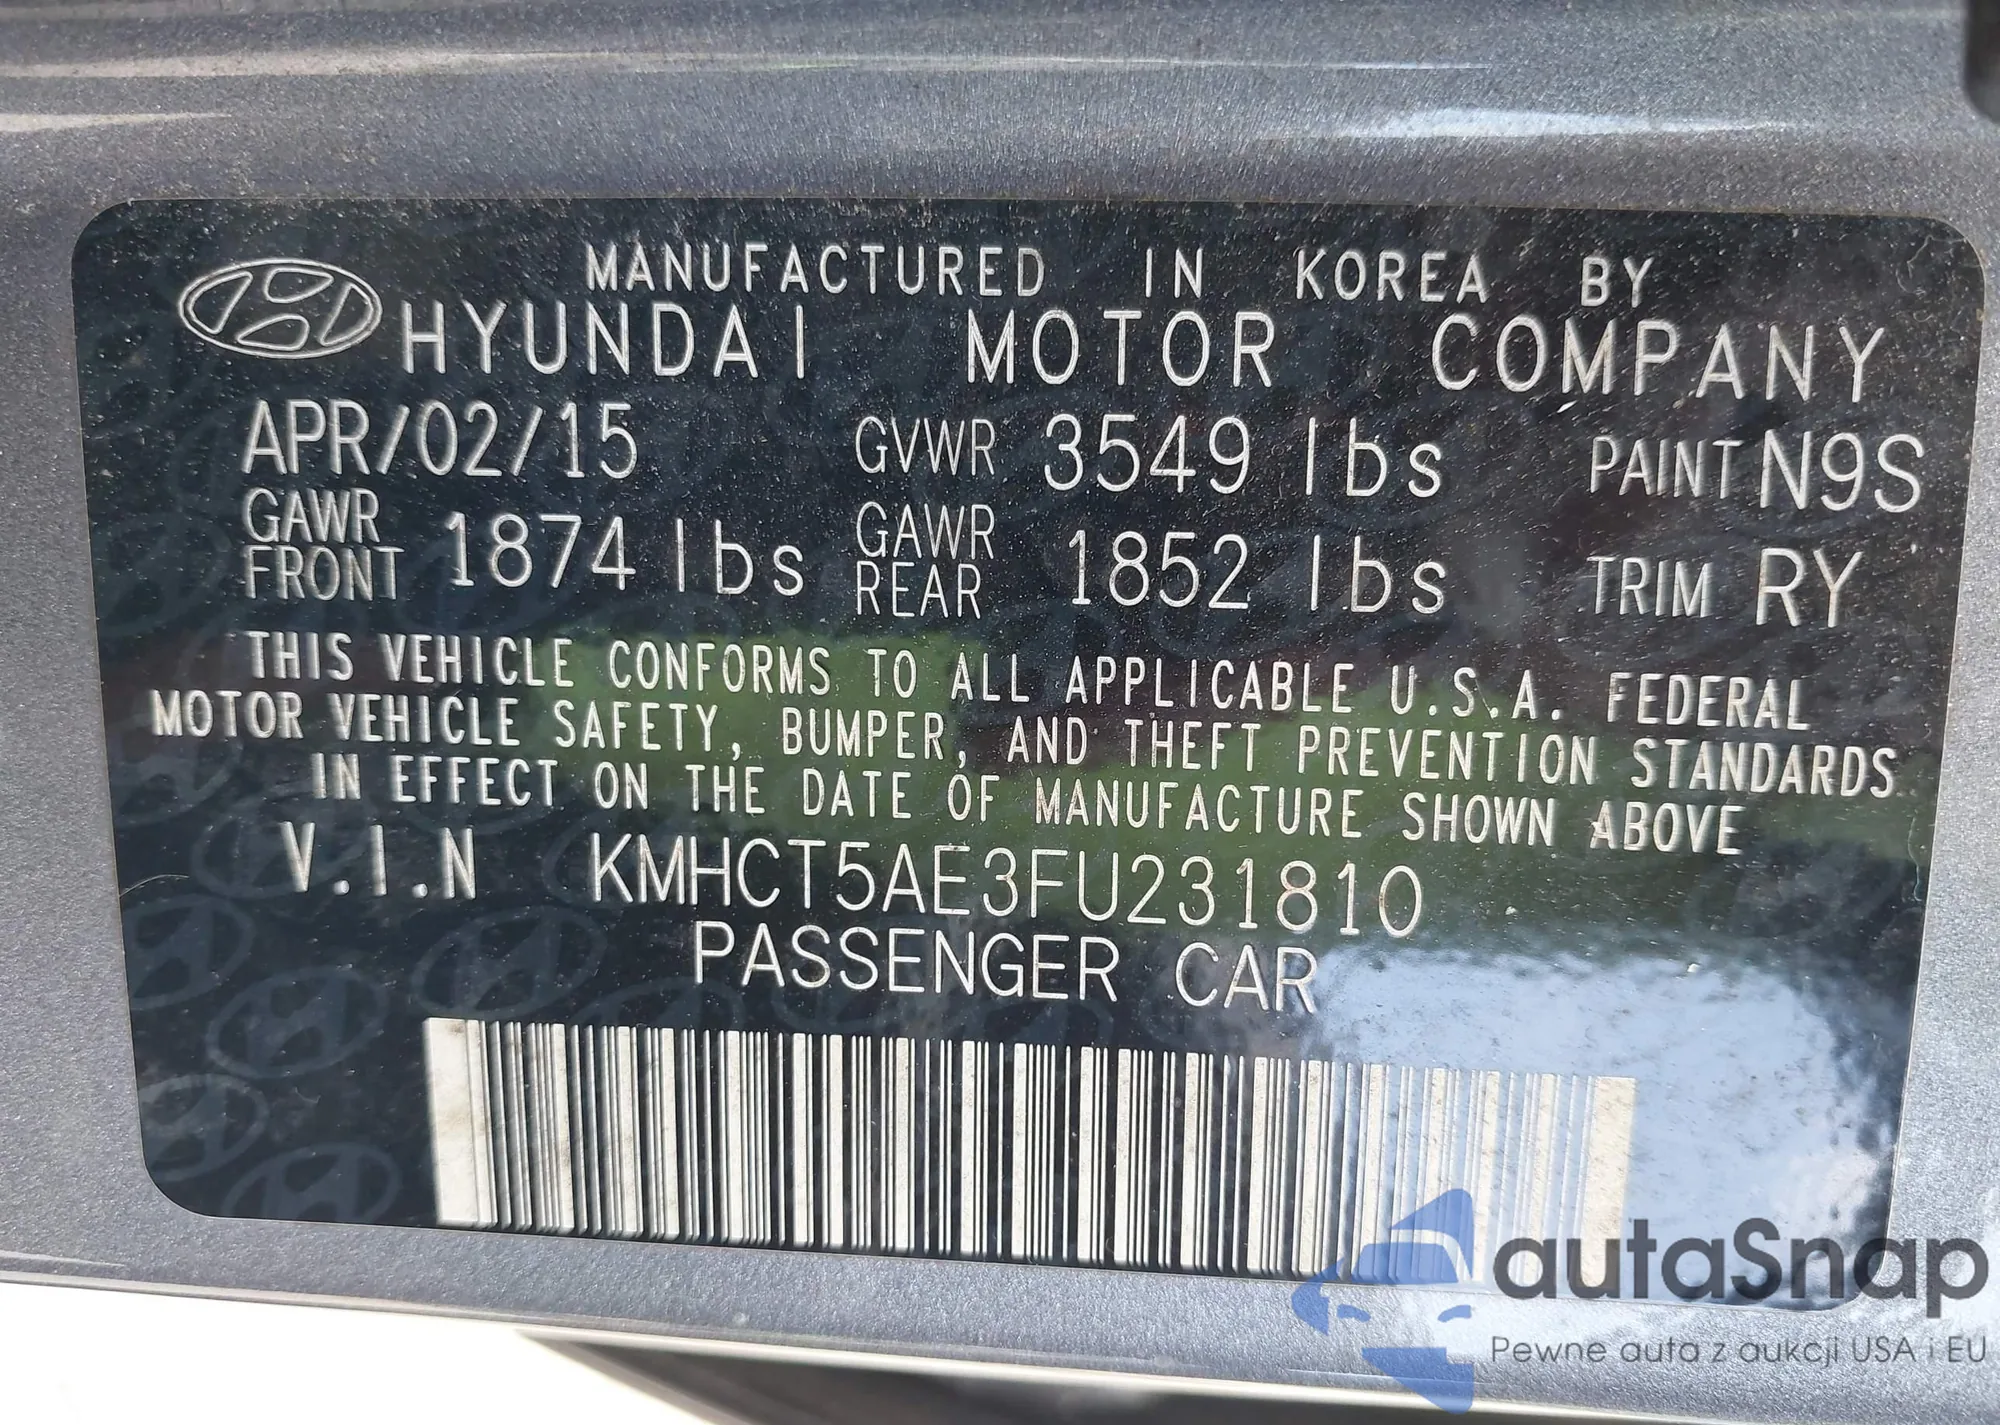 MANUFACTURED IN KOREA BY
HYUNDAI MOTOR COMPANY
APR/02/15 GVWR 3549 lbs PAINT N9S
GAWR FRONT 1874 lbs GAWR REAR 1852 lbs TRIM RY
THIS VEHICLE CONFORMS TO ALL APPLICABLE U.S.A. FEDERAL
MOTOR VEHICLE SAFETY, BUMPER, AND THEFT PREVENTION STANDARDS
IN EFFECT ON THE DATE OF MANUFACTURE SHOWN ABOVE
V.I.N KMHCT5AE3FU231810
PASSENGER CAR
autaSnap
Pewne auta z aukcji USA i EU